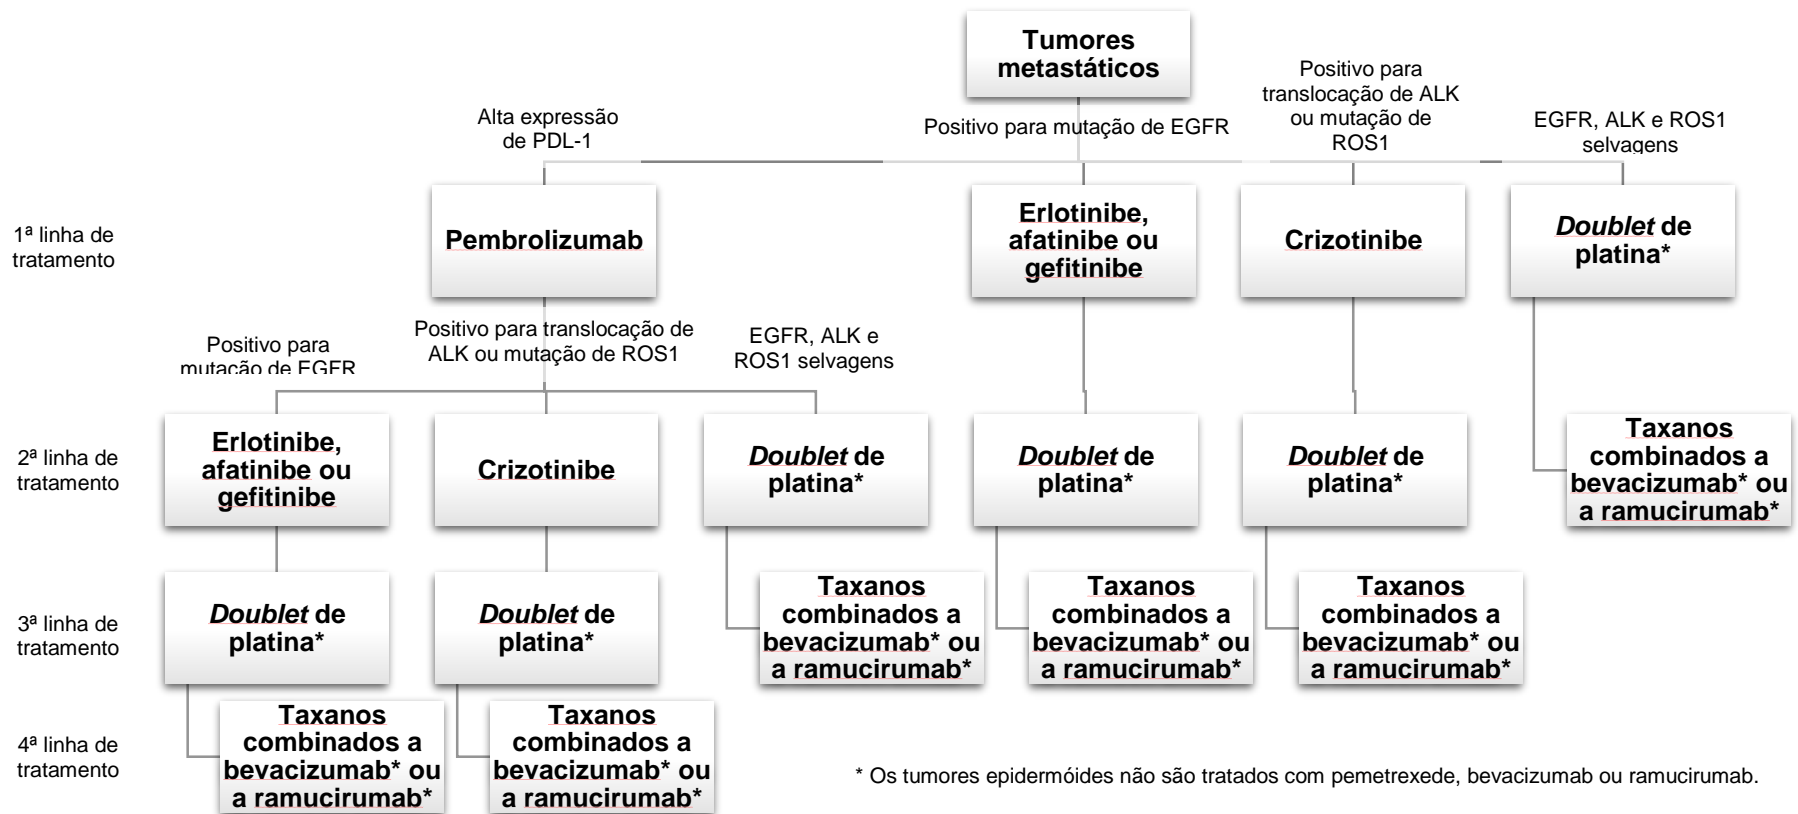 Tumores
metastáticos
Alta expressão
de PDL-1
Positivo para mutação de EGFR
Positivo para
translocação de ALK
ou mutação de
ROS1
EGFR, ALK e ROS1
selvagens
1ª linha de
tratamento
Pembrolizumab
Erlotinibe,
afatinibe ou
gefitinibe
Crizotinibe
Doublet de
platina*
Positivo para
mutação de EGFR
Positivo para translocação de
ALK ou mutação de ROS1
EGFR, ALK e
ROS1 selvagens
2ª linha de
tratamento
Erlotinibe,
afatinibe ou
gefitinibe
Crizotinibe
Doublet de
platina*
Doublet de
platina*
Doublet de
platina*
Taxanos
combinados a
bevacizumab* ou
a ramucirumab*
3ª linha de
tratamento
Doublet de
platina*
Doublet de
platina*
Taxanos
combinados a
bevacizumab* ou
a ramucirumab*
Taxanos
combinados a
bevacizumab* ou
a ramucirumab*
Taxanos
combinados a
bevacizumab* ou
a ramucirumab*
4ª linha de
tratamento
Taxanos
combinados a
bevacizumab* ou
a ramucirumab*
Taxanos
combinados a
bevacizumab* ou
a ramucirumab*
* Os tumores epidermóides não são tratados com pemetrexede, bevacizumab ou ramucirumab.